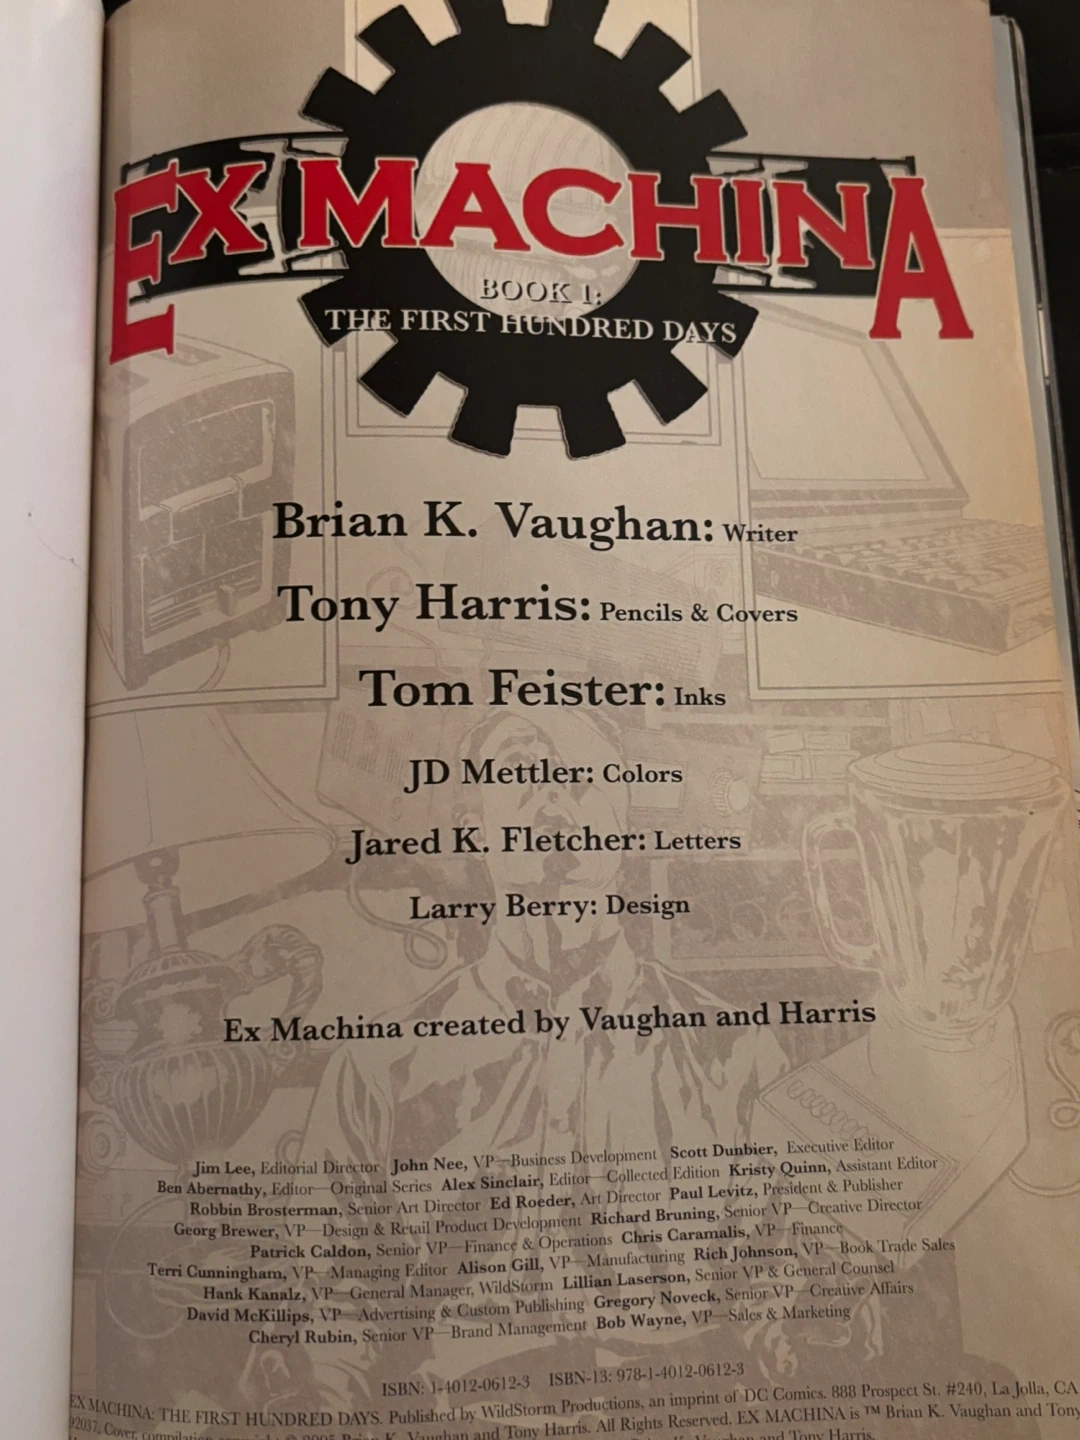 EX MACHINA
BOOK 1:
THE FIRST HUNDRED DAYS
Brian K. Vaughan: Writer
Tony Harris: Pencils & Covers
Tom Feister: Inks
JD Mettler: Colors
Jared K. Fletcher: Letters
Larry Berry: Design
Ex Machina created by Vaughan and Harris
Jim Lee, Editorial Director John Nee, VP—Business Development Scott Dunbier, Executive Editor
Ben Abernathy, Editor—Original Series Alex Sinclair, Editor—Collected Edition Kristy Quinn, Assistant Editor
Robbin Brosterman, Senior Art Director Ed Roeder, Art Director Paul Levitz, President & Publisher
Georg Brewer, VP—Design & Retail Product Development Richard Bruning, Senior VP—Creative Director
Patrick Caldon, Senior VP—Finance & Operations Chris Caramalis, VP—Finance
Terri Cunningham, VP—Managing Editor Alison Gill, VP—Manufacturing Rich Johnson, VP—Book Trade Sales
Hank Kanalz, VP—General Manager, WildStorm Lillian Laserson, Senior VP & General Counsel
David McKillips, VP—Advertising & Custom Publishing Gregory Noveck, Senior VP—Creative Affairs
Cheryl Rubin, Senior VP—Brand Management Bob Wayne, VP—Sales & Marketing
ISBN: 1-4012-0612-3 ISBN-13: 978-1-4012-0612-3
EX MACHINA: THE FIRST HUNDRED DAYS. Published by WildStorm Productions, an imprint of DC Comics. 888 Prospect St. #240, La Jolla, CA
92037. Cover, compilation copyright © 2005 Brian K. Vaughan and Tony Harris. All Rights Reserved. EX MACHINA is ™ Brian K. Vaughan and Tony
Vaughan and Tony Harris.